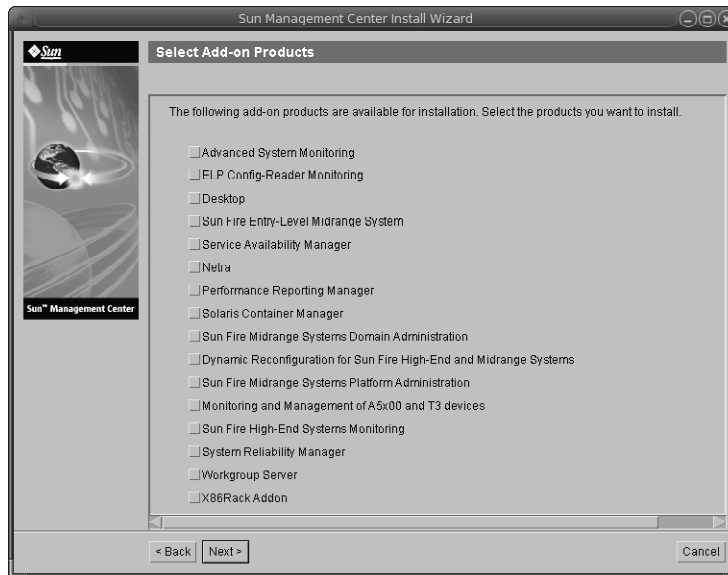 Sun Management Center Install Wizard
Sun
Select Add-on Products
The following add-on products are available for installation. Select the products you want to install.
Advanced System Monitoring
ELP Config-Reader Monitoring
Desktop
Sun Fire Entry-Level Midrange System
Service Availability Manager
Netra
Performance Reporting Manager
Solaris Container Manager
Sun Fire Midrange Systems Domain Administration
Dynamic Reconfiguration for Sun Fire High-End and Midrange Systems
Sun Fire Midrange Systems Platform Administration
Monitoring and Management of A5x00 and T3 devices
Sun Fire High-End Systems Monitoring
System Reliability Manager
Workgroup Server
X86Rack Addon
Sun™ Management Center
< Back
Next >
Cancel